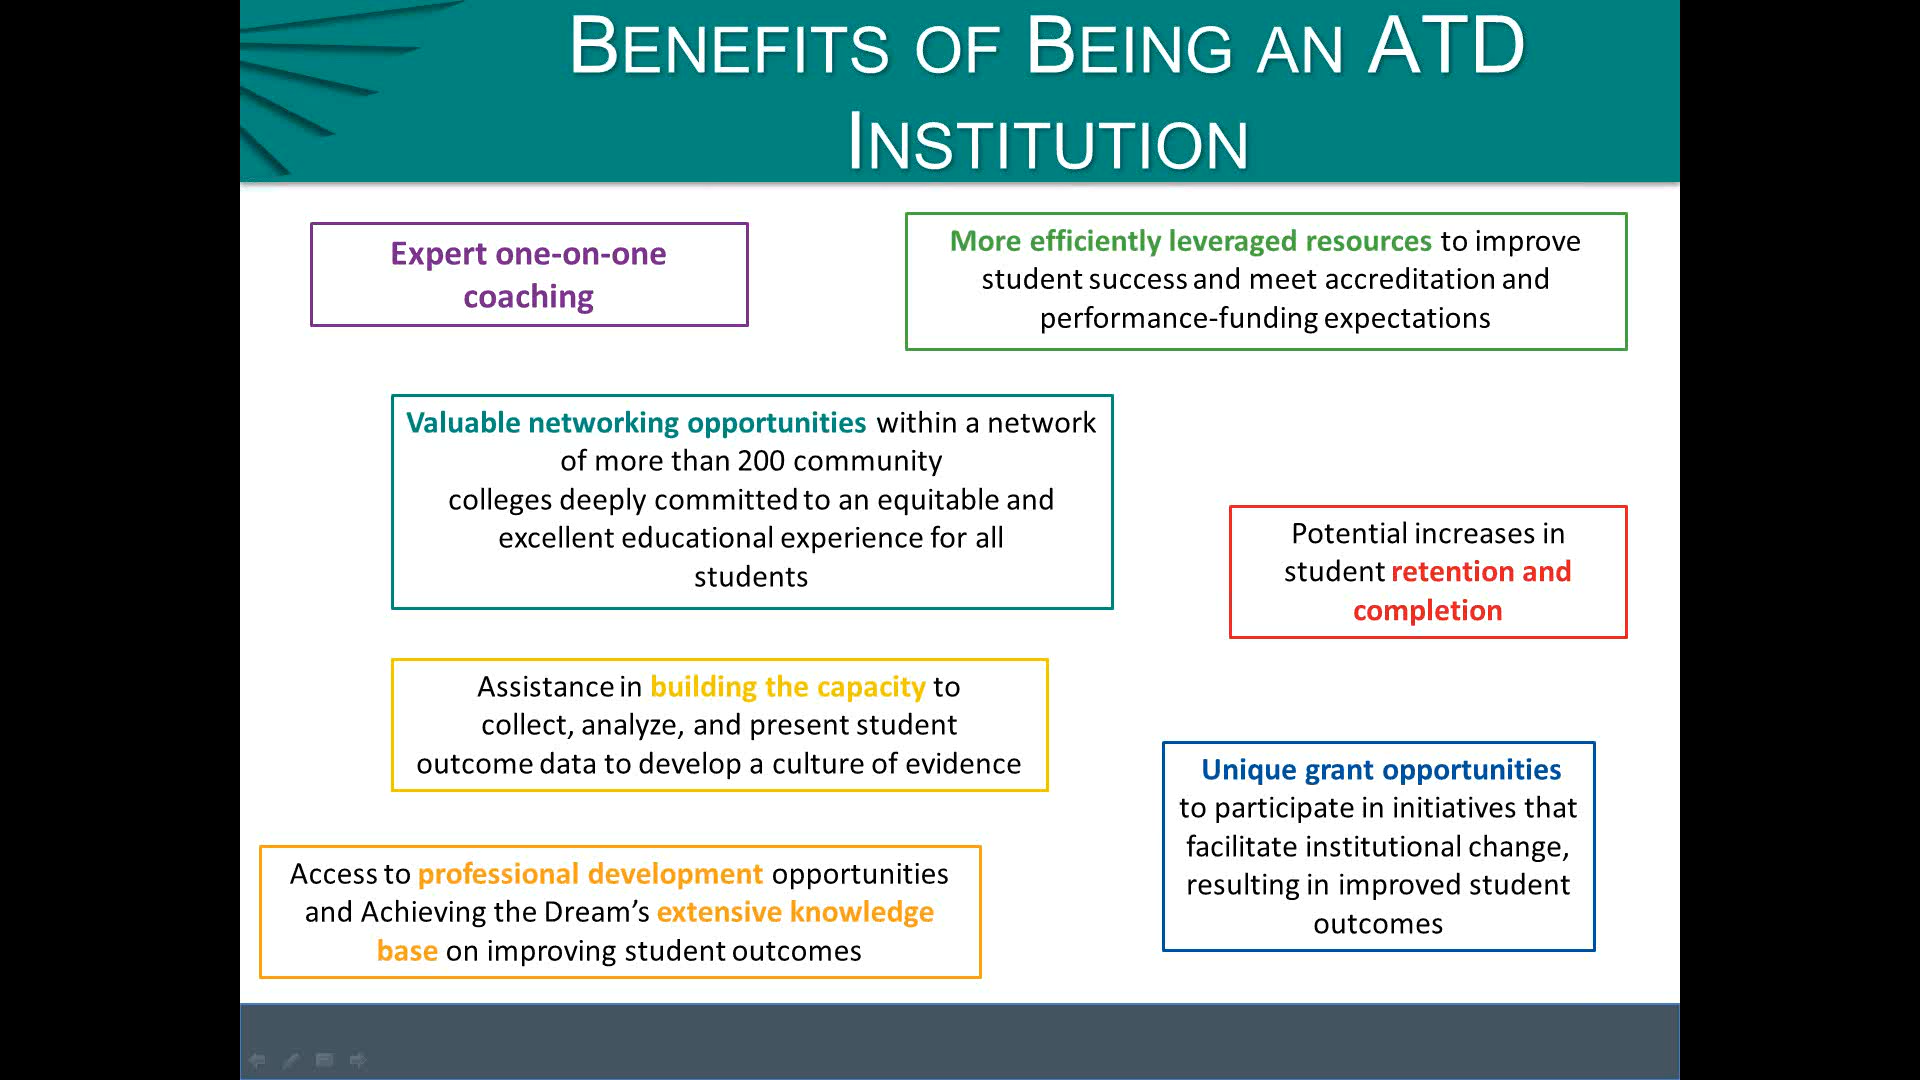 BENEFITS OF BEING AN ATD
INSTITUTION
Expert one-on-one
coaching
More efficiently leveraged resources to improve
student success and meet accreditation and
performance-funding expectations
Valuable networking opportunities within a network
of more than 200 community
colleges deeply committed to an equitable and
excellent educational experience for all
students
Potential increases in
student retention and
completion
Assistance in building the capacity to
collect, analyze, and present student
outcome data to develop a culture of evidence
Unique grant opportunities
to participate in initiatives that
facilitate institutional change,
resulting in improved student
outcomes
Access to professional development opportunities
and Achieving the Dream’s extensive knowledge
base on improving student outcomes